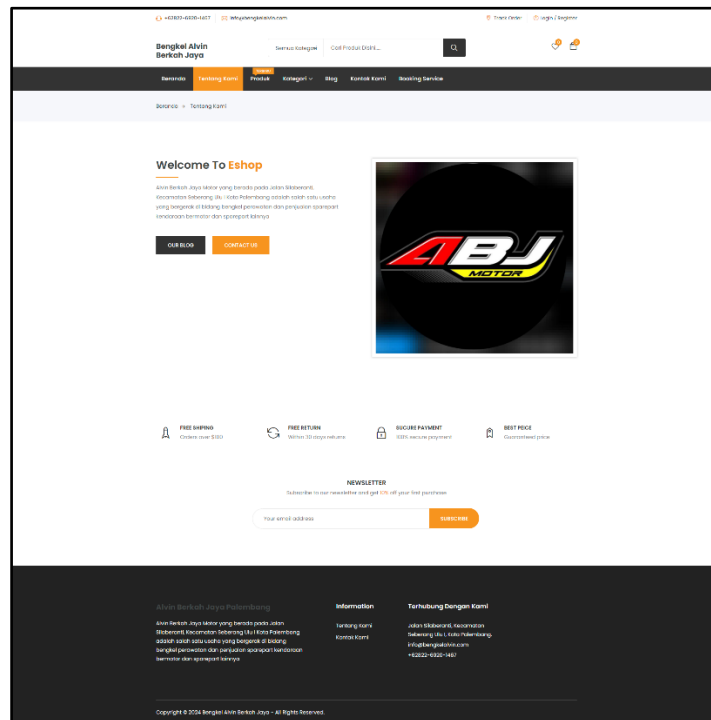 +62822-6926-1467 info@bengkelalvin.com Track Order Login / Register
Bengkel Alvin
Berkah Jaya
Semua Kategori Cari Produk Disini... 0 0
Beranda Tentang Kami Produk Kategori Blog Kontak Kami Booking Service
Beranda » Tentang Kami
Welcome To Eshop
Alvin Berkah Jaya Motor yang berada pada Jalan Silaberanti,
Kecamatan Seberang Ulu I Kota Palembang adalah salah satu usaha
yang bergerak di bidang bengkel perawatan dan penjualan sparepart
kendaraan bermotor dan sparepart lainnya
OUR BLOG CONTACT US
ABJ
MOTOR
FREE SHIPING FREE RETURN SUCURE PAYMENT BEST PEICE
Orders over $100 Within 30 days returns 100% secure payment Guaranteed price
NEWSLETTER
Subscribe to our newsletter and get 10% off your first purchase
Your email address SUBSCRIBE
Alvin Berkah Jaya Palembang Information Terhubung Dengan Kami
Alvin Berkah Jaya Motor yang berada pada Jalan
Silaberanti, Kecamatan Seberang Ulu I Kota Palembang
adalah salah satu usaha yang bergerak di bidang
bengkel perawatan dan penjualan sparepart kendaraan
bermotor dan sparepart lainnya
Tentang Kami
Kontak Kami
Jalan Silaberanti, Kecamatan
Seberang Ulu I, Kota Palembang.
info@bengkelalvin.com
+62822-6926-1467
Copyright © 2024 Bengkel Alvin Berkah Jaya - All Rights Reserved.